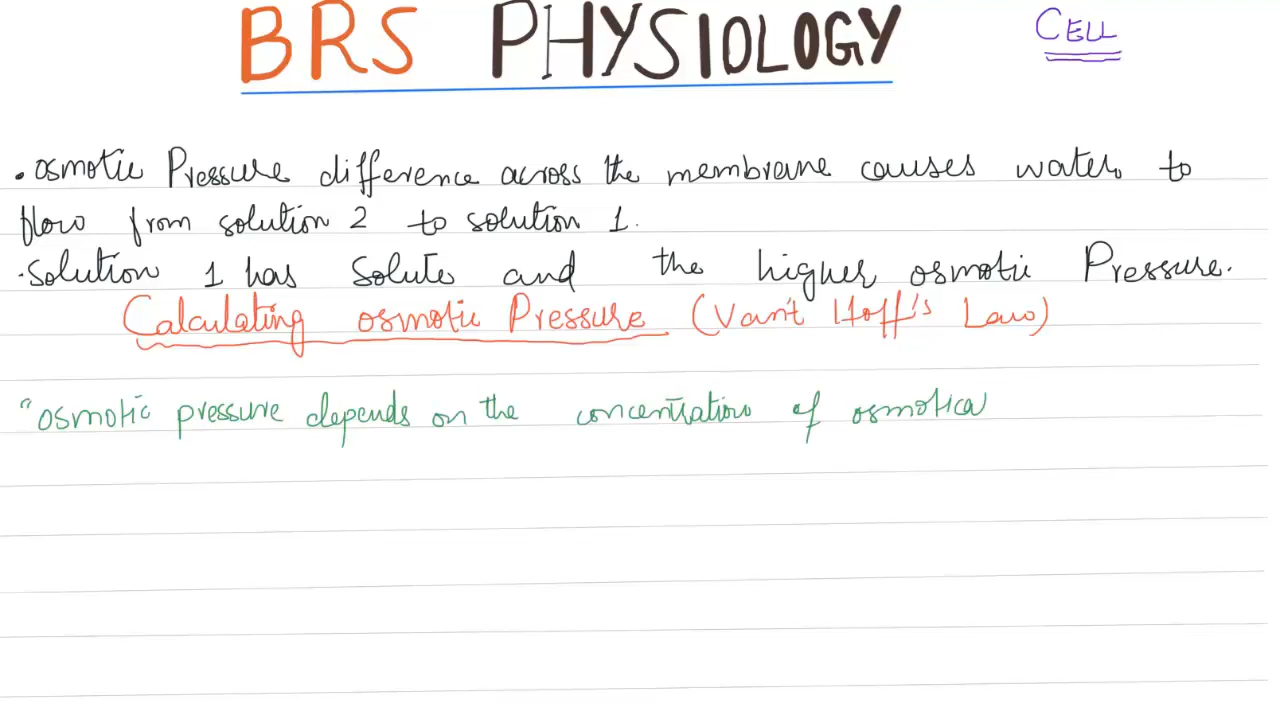 BRS PHYSIOLOGY
CELL
. osmotic Pressure difference across the membrane causes water to
flow from solution 2 to solution 1.
. Solution 1 has Solute and the higher osmotic Pressure.
Calculating osmotic Pressure (Van't Hoff's Law)
"osmotic pressure depends on the concentration of osmotical